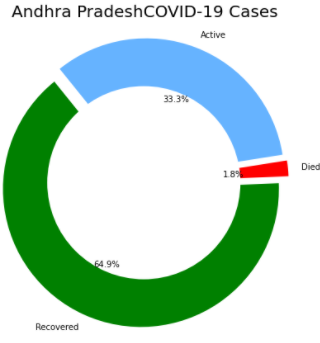 Andhra PradeshCOVID-19 Cases
Active
33.3%
1.8%
Died
64.9%
Recovered